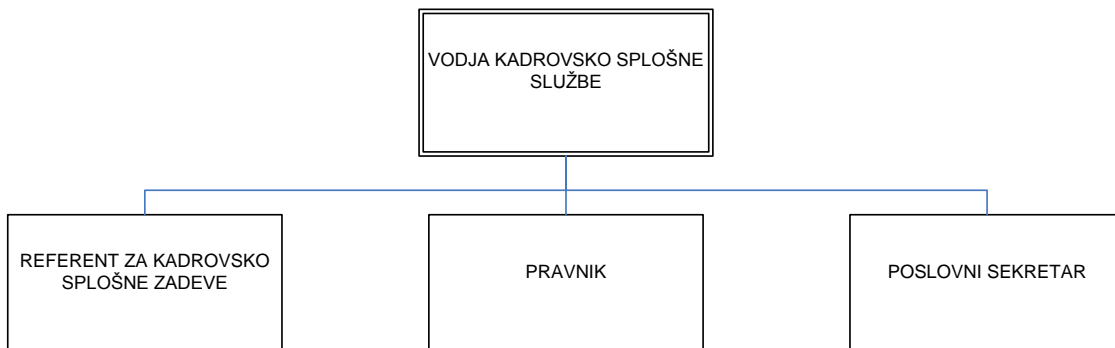 VODJA KADROVSKO SPLOŠNE
SLUŽBE
REFERENT ZA KADROVSKO
SPLOŠNE ZADEVE
PRAVNIK
POSLOVNI SEKRETAR